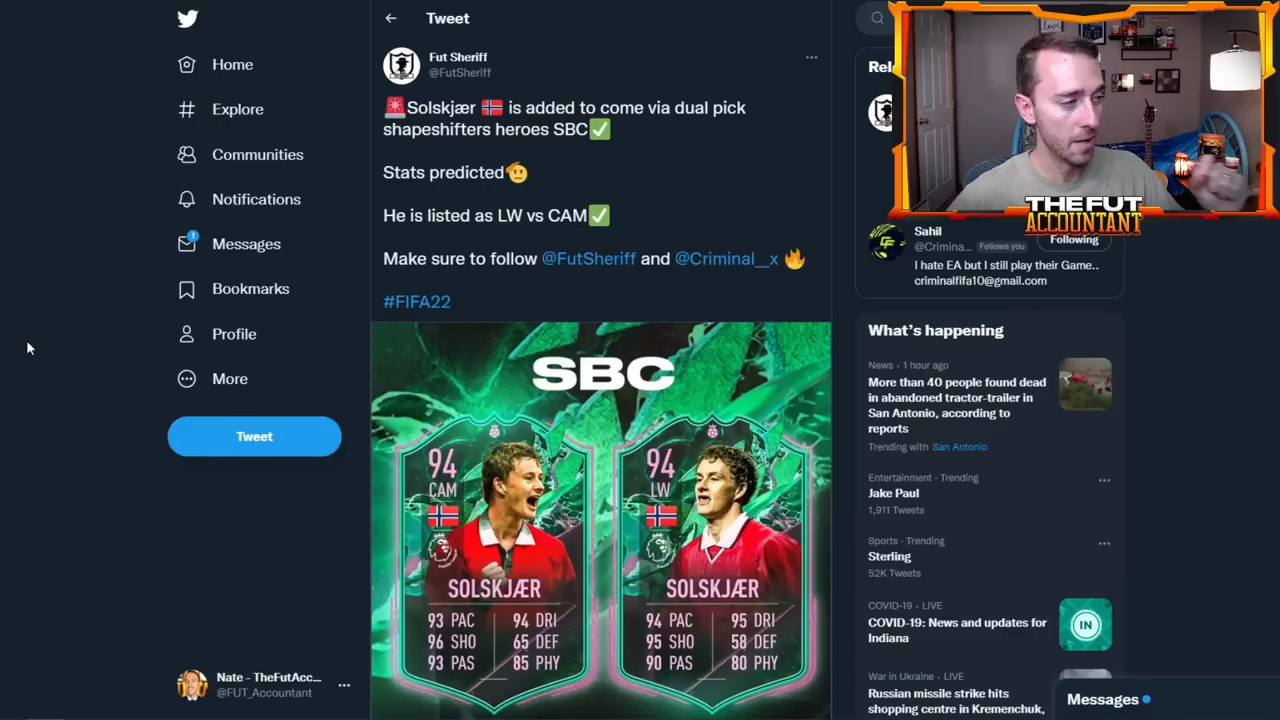 Tweet
Home
Explore
Communities
Notifications
1
Messages
Bookmarks
Profile
More
Tweet
Nate - TheFutAcc...
@FUT_Accountant
Fut Sheriff
@FutSheriff
🚨Solskjær 🇳🇴 is added to come via dual pick
shapeshifters heroes SBC✅
Stats predicted🫡
He is listed as LW vs CAM✅
Make sure to follow @FutSheriff and @Criminal__x 🔥
#FIFA22
SBC
94
CAM
SOLSKJÆR
93 PAC 94 DRI
96 SHO 65 DEF
93 PAS 85 PHY
94
LW
SOLSKJÆR
94 PAC 95 DRI
95 SHO 58 DEF
90 PAS 80 PHY
Rel
THE FUT
ACCOUNTANT
Sahil
@Crimina... Follows you
Following
I hate EA but I still play their Game..
criminalfifa10@gmail.com
What's happening
News · 1 hour ago
More than 40 people found dead
in abandoned tractor-trailer in
San Antonio, according to
reports
Trending with San Antonio
Entertainment · Trending
Jake Paul
1,911 Tweets
Sports · Trending
Sterling
52K Tweets
COVID-19 · LIVE
COVID-19: News and updates for
Indiana
IN
War in Ukraine · LIVE
Russian missile strike hits
shopping centre in Kremenchuk,
Messages